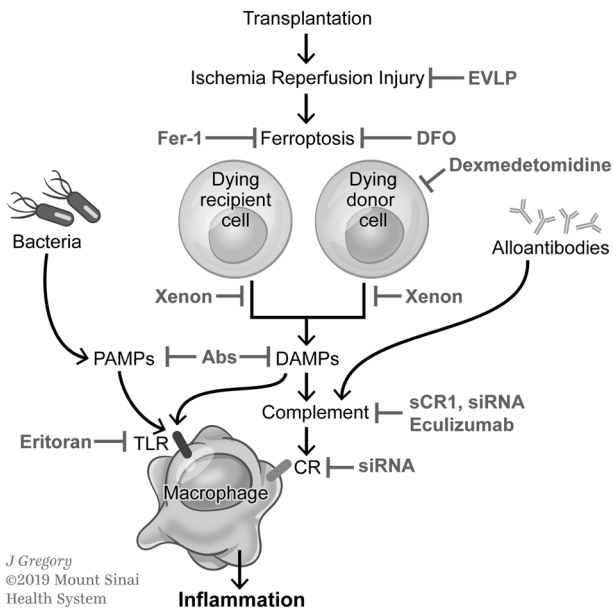 Transplantation
Ischemia Reperfusion Injury
EVLP
Fer-1
Ferroptosis
DFO
Dying
recipient
cell
Dying
donor
cell
Dexmedetomidine
Bacteria
Alloantibodies
Xenon
Xenon
PAMPs
Abs
DAMPs
Complement
sCR1, siRNA
Eculizumab
Eritoran
TLR
CR
siRNA
Macrophage
J Gregory
©2019 Mount Sinai
Health System
Inflammation